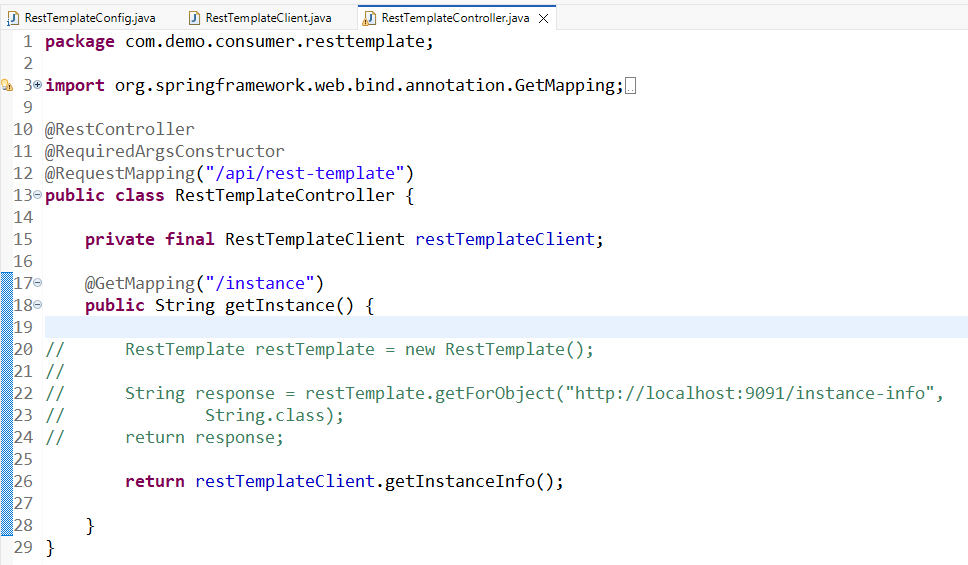 RestTemplateConfig.java RestTemplateClient.java RestTemplateController.java
1 package com.demo.consumer.resttemplate;
2
3 import org.springframework.web.bind.annotation.GetMapping;
9
10 @RestController
11 @RequiredArgsConstructor
12 @RequestMapping("/api/rest-template")
13 public class RestTemplateController {
14
15     private final RestTemplateClient restTemplateClient;
16
17     @GetMapping("/instance")
18     public String getInstance() {
19
20 //      RestTemplate restTemplate = new RestTemplate();
21 //
22 //      String response = restTemplate.getForObject("http://localhost:9091/instance-info",
23 //              String.class);
24 //      return response;
25
26         return restTemplateClient.getInstanceInfo();
27
28     }
29 }